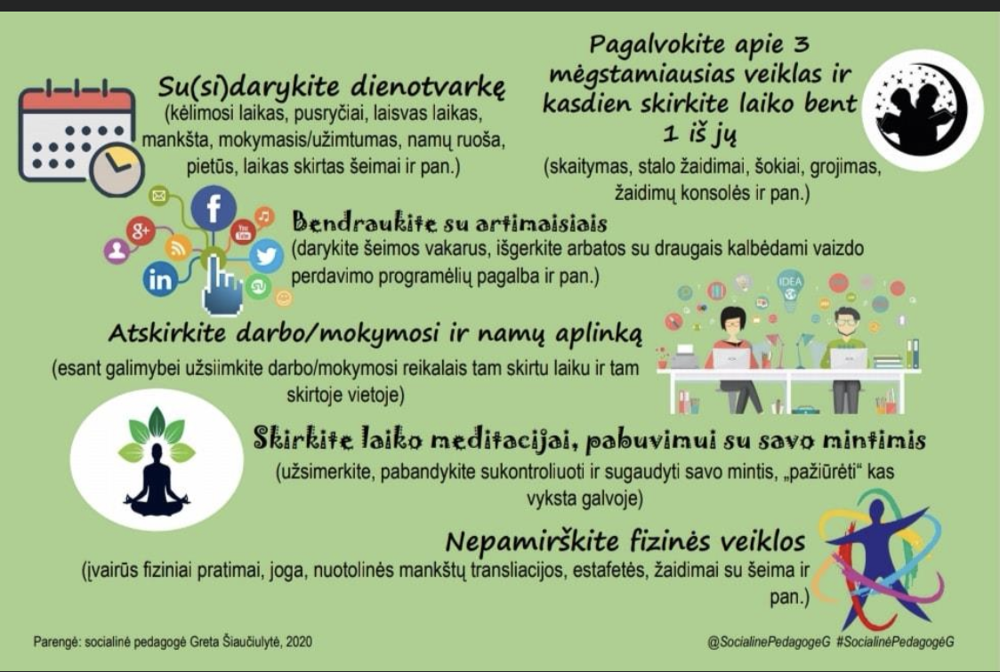 Su(si)darykite dienotvarkę
(kėlimosi laikas, pusryčiai, laisvas laikas,
mankšta, mokymasis/užimtumas, namų ruoša,
pietūs, laikas skirtas šeimai ir pan.)
Pagalvokite apie 3
mėgstamiausias veiklas ir
kasdien skirkite laiko bent
1 iš jų
(skaitymas, stalo žaidimai, šokiai, grojimas,
žaidimų konsolės ir pan.)
f
g+
You
Tube
in
Bendraukite su artimaisiais
(darykite šeimos vakarus, išgerkite arbatos su draugais kalbėdami vaizdo
perdavimo programėlių pagalba ir pan.)
IDEA
Atskirkite darbo/mokymosi ir namų aplinką
(esant galimybei užsiimkite darbo/mokymosi reikalais tam skirtu laiku ir tam
skirtoje vietoje)
Skirkite laiko meditacijai, pabuvimui su savo mintimis
(užsimerkite, pabandykite sukontroliuoti ir sugaudyti savo mintis, „pažiūrėti“ kas
vyksta galvoje)
Nepamirškite fizinės veiklos
(įvairūs fiziniai pratimai, joga, nuotolinės mankštų transliacijos, estafetės, žaidimai su šeima ir
pan.)
Parengė: socialinė pedagogė Greta Šiaučiulytė, 2020
@SocialinePedagogeG #SocialinėPedagogėG